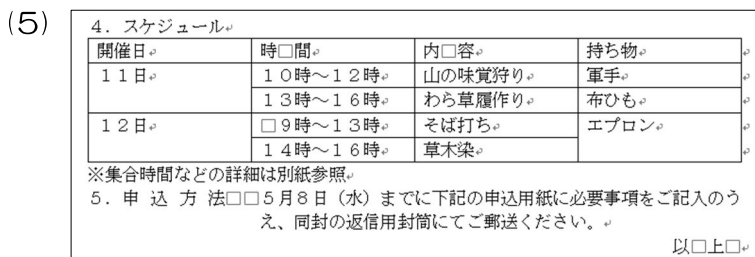 (5)
4．スケジュール
開催日 時□間 内□容 持ち物
11日 10時～12時 山の味覚狩り 軍手
13時～16時 わら草履作り 布ひも
12日 □9時～13時 そば打ち エプロン
14時～16時 草木染
※集合時間などの詳細は別紙参照
5．申 込 方 法□□5月8日（水）までに下記の申込用紙に必要事項をご記入のう
え、同封の返信用封筒にてご郵送ください。
以□上□